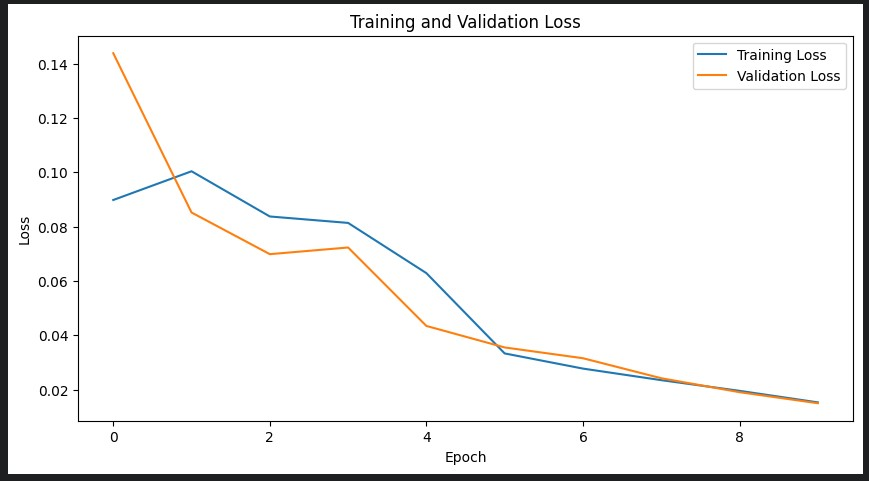 Training and Validation Loss
Training Loss
Validation Loss
0.14
0.12
0.10
0.08
0.06
0.04
0.02
Loss
0 2 4 6 8
Epoch